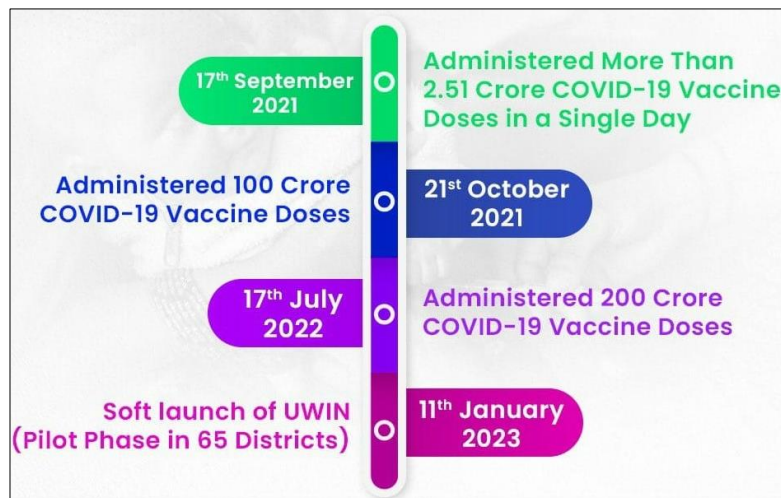 17th September
2021
Administered More Than
2.51 Crore COVID-19 Vaccine
Doses in a Single Day
Administered 100 Crore
COVID-19 Vaccine Doses
21st October
2021
17th July
2022
Administered 200 Crore
COVID-19 Vaccine Doses
Soft launch of UWIN
(Pilot Phase in 65 Districts)
11th January
2023